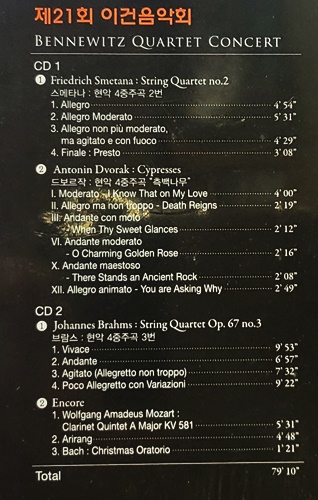 제21회 이건음악회
BENNEWITZ QUARTET CONCERT
CD 1
❶ Friedrich Smetana : String Quartet no.2
스메타나 : 현악 4중주곡 2번
1. Allegro 4' 54"
2. Allegro Moderato 5' 31"
3. Allegro non più moderato,
ma agitato e con fuoco 4' 29"
4. Finale : Presto 3' 08"
❷ Antonin Dvorak : Cypresses
드보르작 : 현악 4중주곡 "측백나무"
I. Moderato - I Know That on My Love 4' 00"
II. Allegro ma non troppo - Death Reigns 2' 19"
III. Andante con moto
- When Thy Sweet Glances 2' 12"
VI. Andante moderato
- O Charming Golden Rose 2' 16"
X. Andante maestoso
- There Stands an Ancient Rock 2' 08"
XII. Allegro animato - You are Asking Why 2' 49"
CD 2
❶ Johannes Brahms : String Quartet Op. 67 no.3
브람스 : 현악 4중주곡 3번
1. Vivace 9' 53"
2. Andante 6' 57"
3. Agitato (Allegretto non troppo) 7' 32"
4. Poco Allegretto con Variazioni 9' 22"
❷ Encore
1. Wolfgang Amadeus Mozart :
Clarinet Quintet A Major KV 581 5' 31"
2. Arirang 4' 48"
3. Bach : Christmas Oratorio 1' 21"
Total 79' 10"